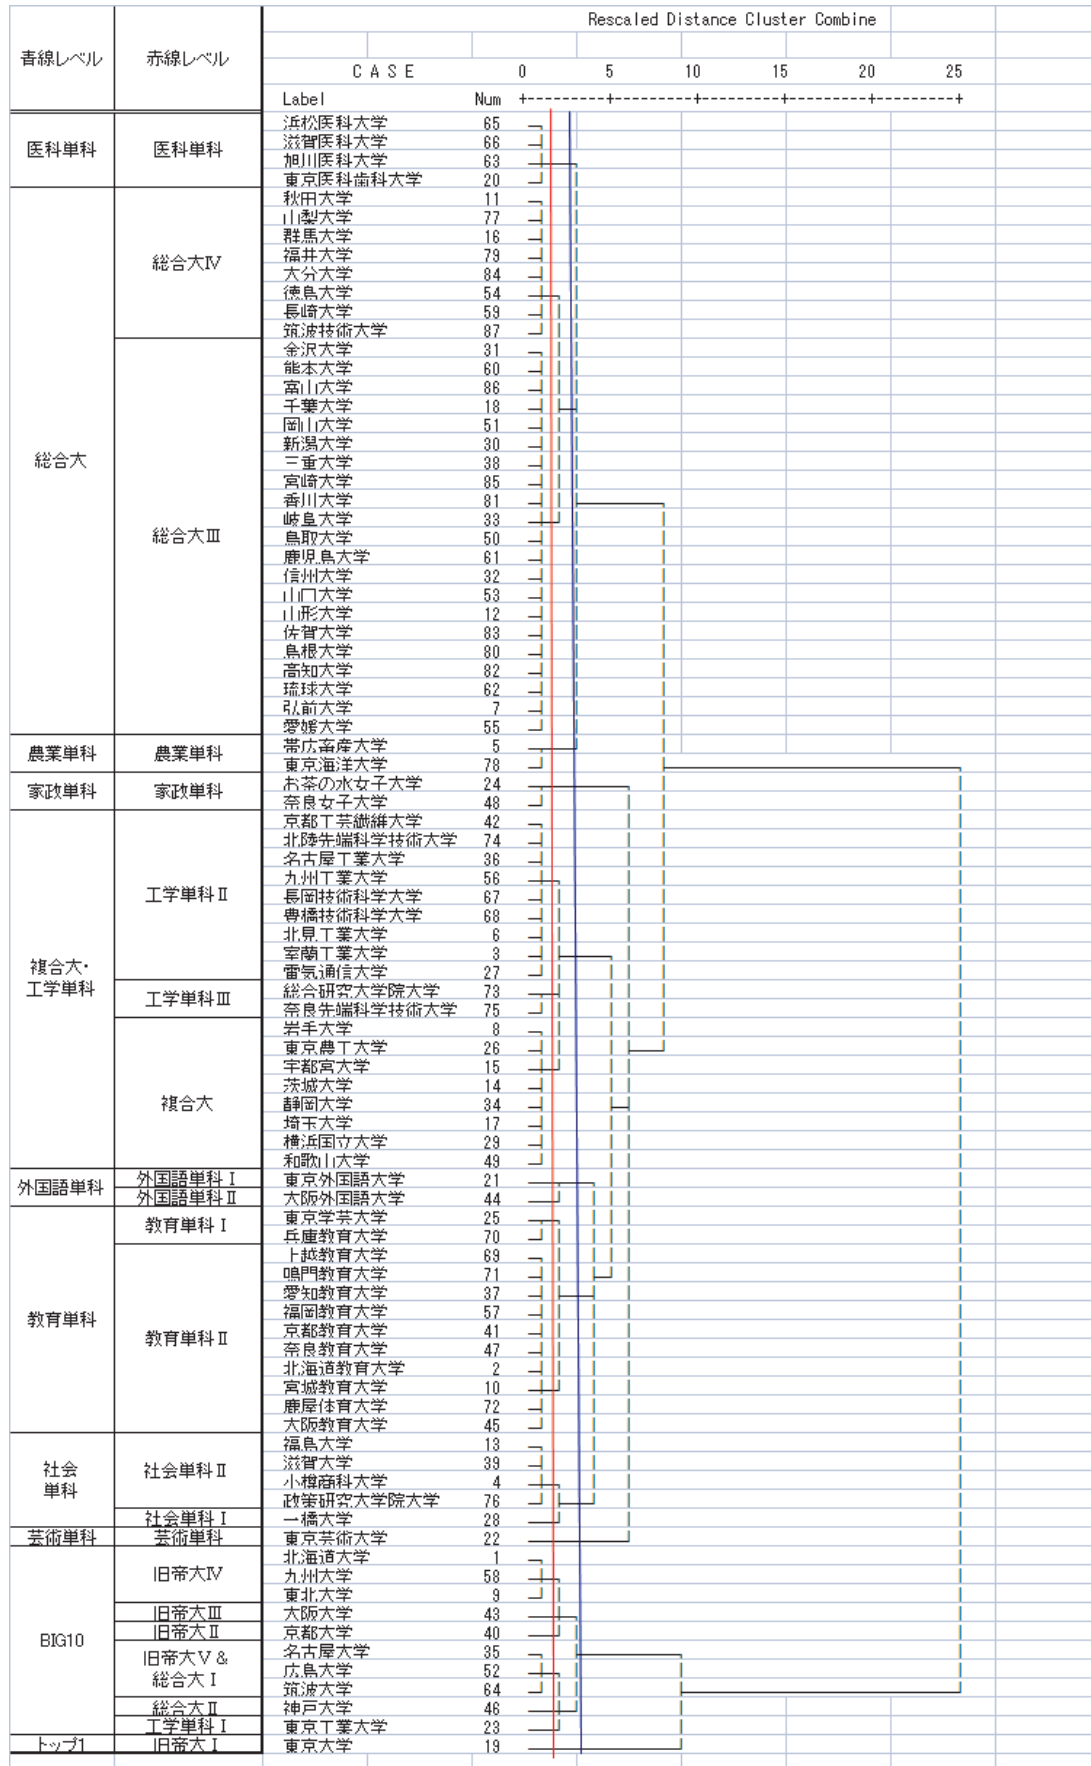 Rescaled Distance Cluster Combine
青線レベル 赤線レベル
C A S E 0 5 10 15 20 25
Label Num +---------+---------+---------+---------+---------+
浜松医科大学 65
医科単科 医科単科 滋賀医科大学 66
旭川医科大学 63
東京医科歯科大学 20
秋田大学 11
山梨大学 77
群馬大学 16
総合大Ⅳ 福井大学 79
大分大学 84
徳島大学 54
長崎大学 59
筑波技術大学 87
金沢大学 31
熊本大学 60
富山大学 86
千葉大学 18
岡山大学 51
新潟大学 30
総合大 三重大学 38
宮崎大学 85
香川大学 81
岐阜大学 33
総合大Ⅲ 鳥取大学 50
鹿児島大学 61
信州大学 32
山口大学 53
山形大学 12
佐賀大学 83
島根大学 80
高知大学 82
琉球大学 62
弘前大学 7
愛媛大学 55
農業単科 農業単科 帯広畜産大学 5
東京海洋大学 78
家政単科 家政単科 お茶の水女子大学 24
奈良女子大学 48
京都工芸繊維大学 42
北陸先端科学技術大学 74
名古屋工業大学 36
九州工業大学 56
工学単科Ⅱ 長岡技術科学大学 67
豊橋技術科学大学 68
北見工業大学 6
室蘭工業大学 3
複合大・ 電気通信大学 27
工学単科 工学単科Ⅲ 総合研究大学院大学 73
奈良先端科学技術大学 75
岩手大学 8
東京農工大学 26
宇都宮大学 15
茨城大学 14
複合大 静岡大学 34
埼玉大学 17
横浜国立大学 29
和歌山大学 49
外国語単科 外国語単科Ⅰ 東京外国語大学 21
外国語単科Ⅱ 大阪外国語大学 44
教育単科Ⅰ 東京学芸大学 25
兵庫教育大学 70
上越教育大学 69
鳴門教育大学 71
愛知教育大学 37
教育単科 福岡教育大学 57
教育単科Ⅱ 京都教育大学 41
奈良教育大学 47
北海道教育大学 2
宮城教育大学 10
鹿屋体育大学 72
大阪教育大学 45
福島大学 13
社会 社会単科Ⅱ 滋賀大学 39
単科 小樽商科大学 4
政策研究大学院大学 76
社会単科Ⅰ 一橋大学 28
芸術単科 芸術単科 東京芸術大学 22
北海道大学 1
旧帝大Ⅳ 九州大学 58
東北大学 9
旧帝大Ⅲ 大阪大学 43
旧帝大Ⅱ 京都大学 40
BIG10 旧帝大Ⅴ& 名古屋大学 35
総合大Ⅰ 広島大学 52
筑波大学 64
総合大Ⅱ 神戸大学 46
工学単科Ⅰ 東京工業大学 23
トップ1 旧帝大Ⅰ 東京大学 19